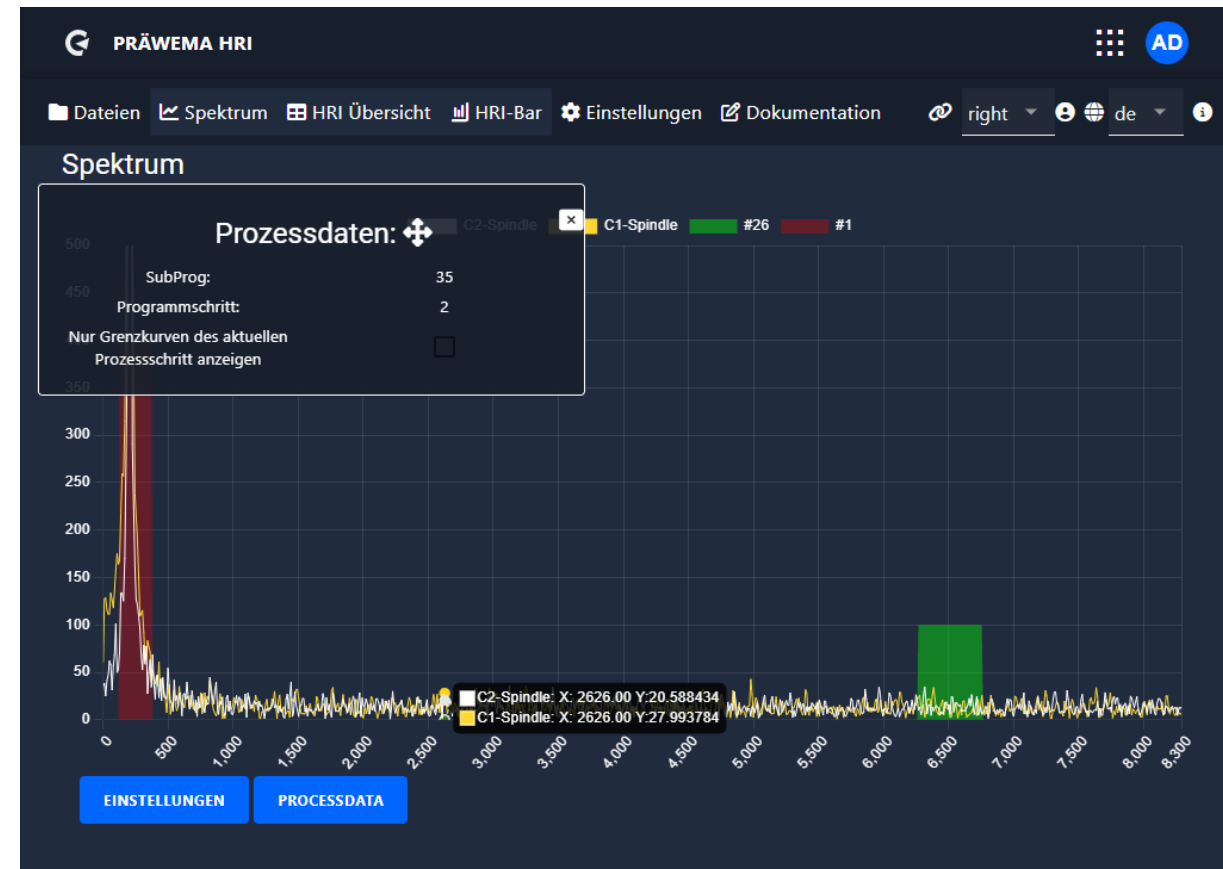 PRÄWEMA HRI
AD
Dateien Spektrum HRI Übersicht HRI-Bar Einstellungen Dokumentation right de
Spektrum
Prozessdaten:
×
C2-Spindle C1-Spindle #26 #1
SubProg: 35
Programmschritt: 2
Nur Grenzkurven des aktuellen
Prozessschritt anzeigen
500
450
350
300
250
200
150
100
50
0
C2-Spindle: X: 2626.00 Y:20.588434
C1-Spindle: X: 2626.00 Y:27.993784
0 500 1,000 1,500 2,000 2,500 3,000 3,500 4,000 4,500 5,000 5,500 6,000 6,500 7,000 7,500 8,000 8,300
EINSTELLUNGEN PROCESSDATA